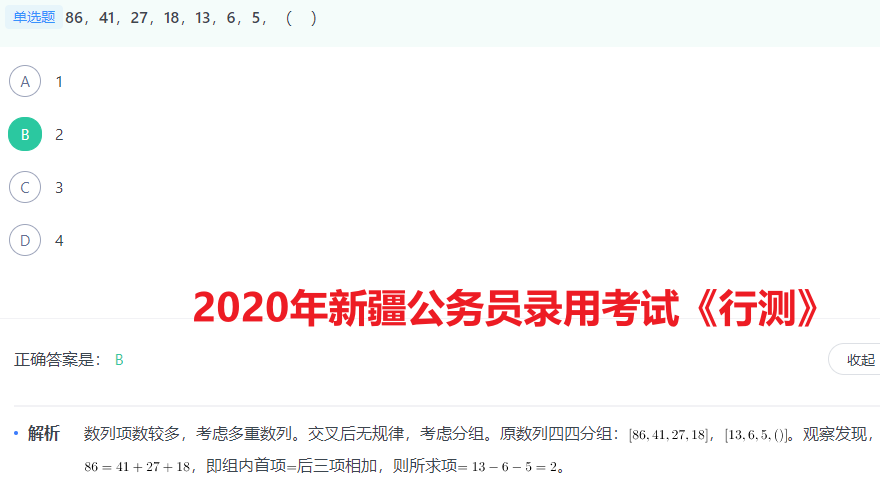 单选题 86，41，27，18，13，6，5，（ ）
A 1
B 2
C 3
D 4
2020年新疆公务员录用考试《行测》
正确答案是： B
收起
• 解析 数列项数较多，考虑多重数列。交叉后无规律，考虑分组。原数列四四分组：[86,41,27,18]，[13,6,5,()]。观察发现，
86 = 41 + 27 + 18，即组内首项=后三项相加，则所求项= 13 − 6 − 5 = 2。